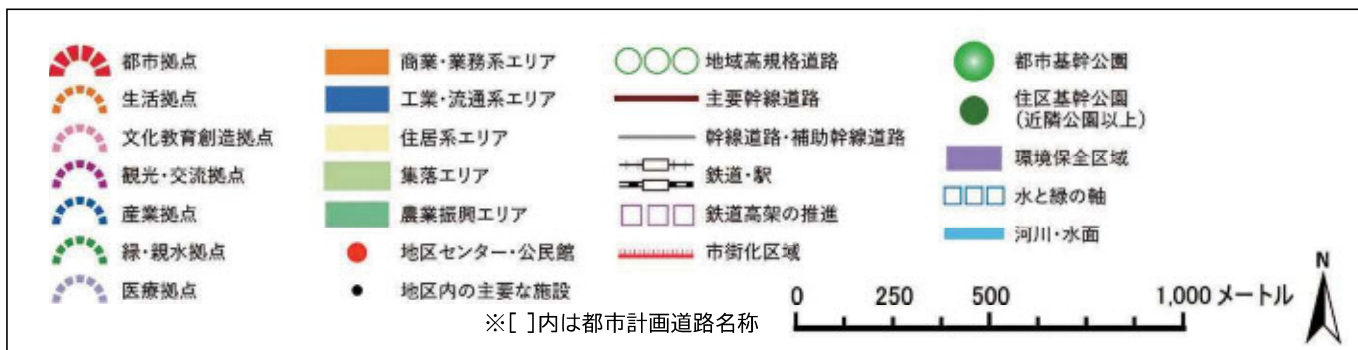 都市拠点
生活拠点
文化教育創造拠点
観光・交流拠点
産業拠点
緑・親水拠点
医療拠点
商業・業務系エリア
工業・流通系エリア
住居系エリア
集落エリア
農業振興エリア
地区センター・公民館
地区内の主要な施設
地域高規格道路
主要幹線道路
幹線道路・補助幹線道路
鉄道・駅
鉄道高架の推進
市街化区域
都市基幹公園
住区基幹公園
(近隣公園以上)
環境保全区域
水と緑の軸
河川・水面
※[ ]内は都市計画道路名称
0 250 500 1,000 メートル
N